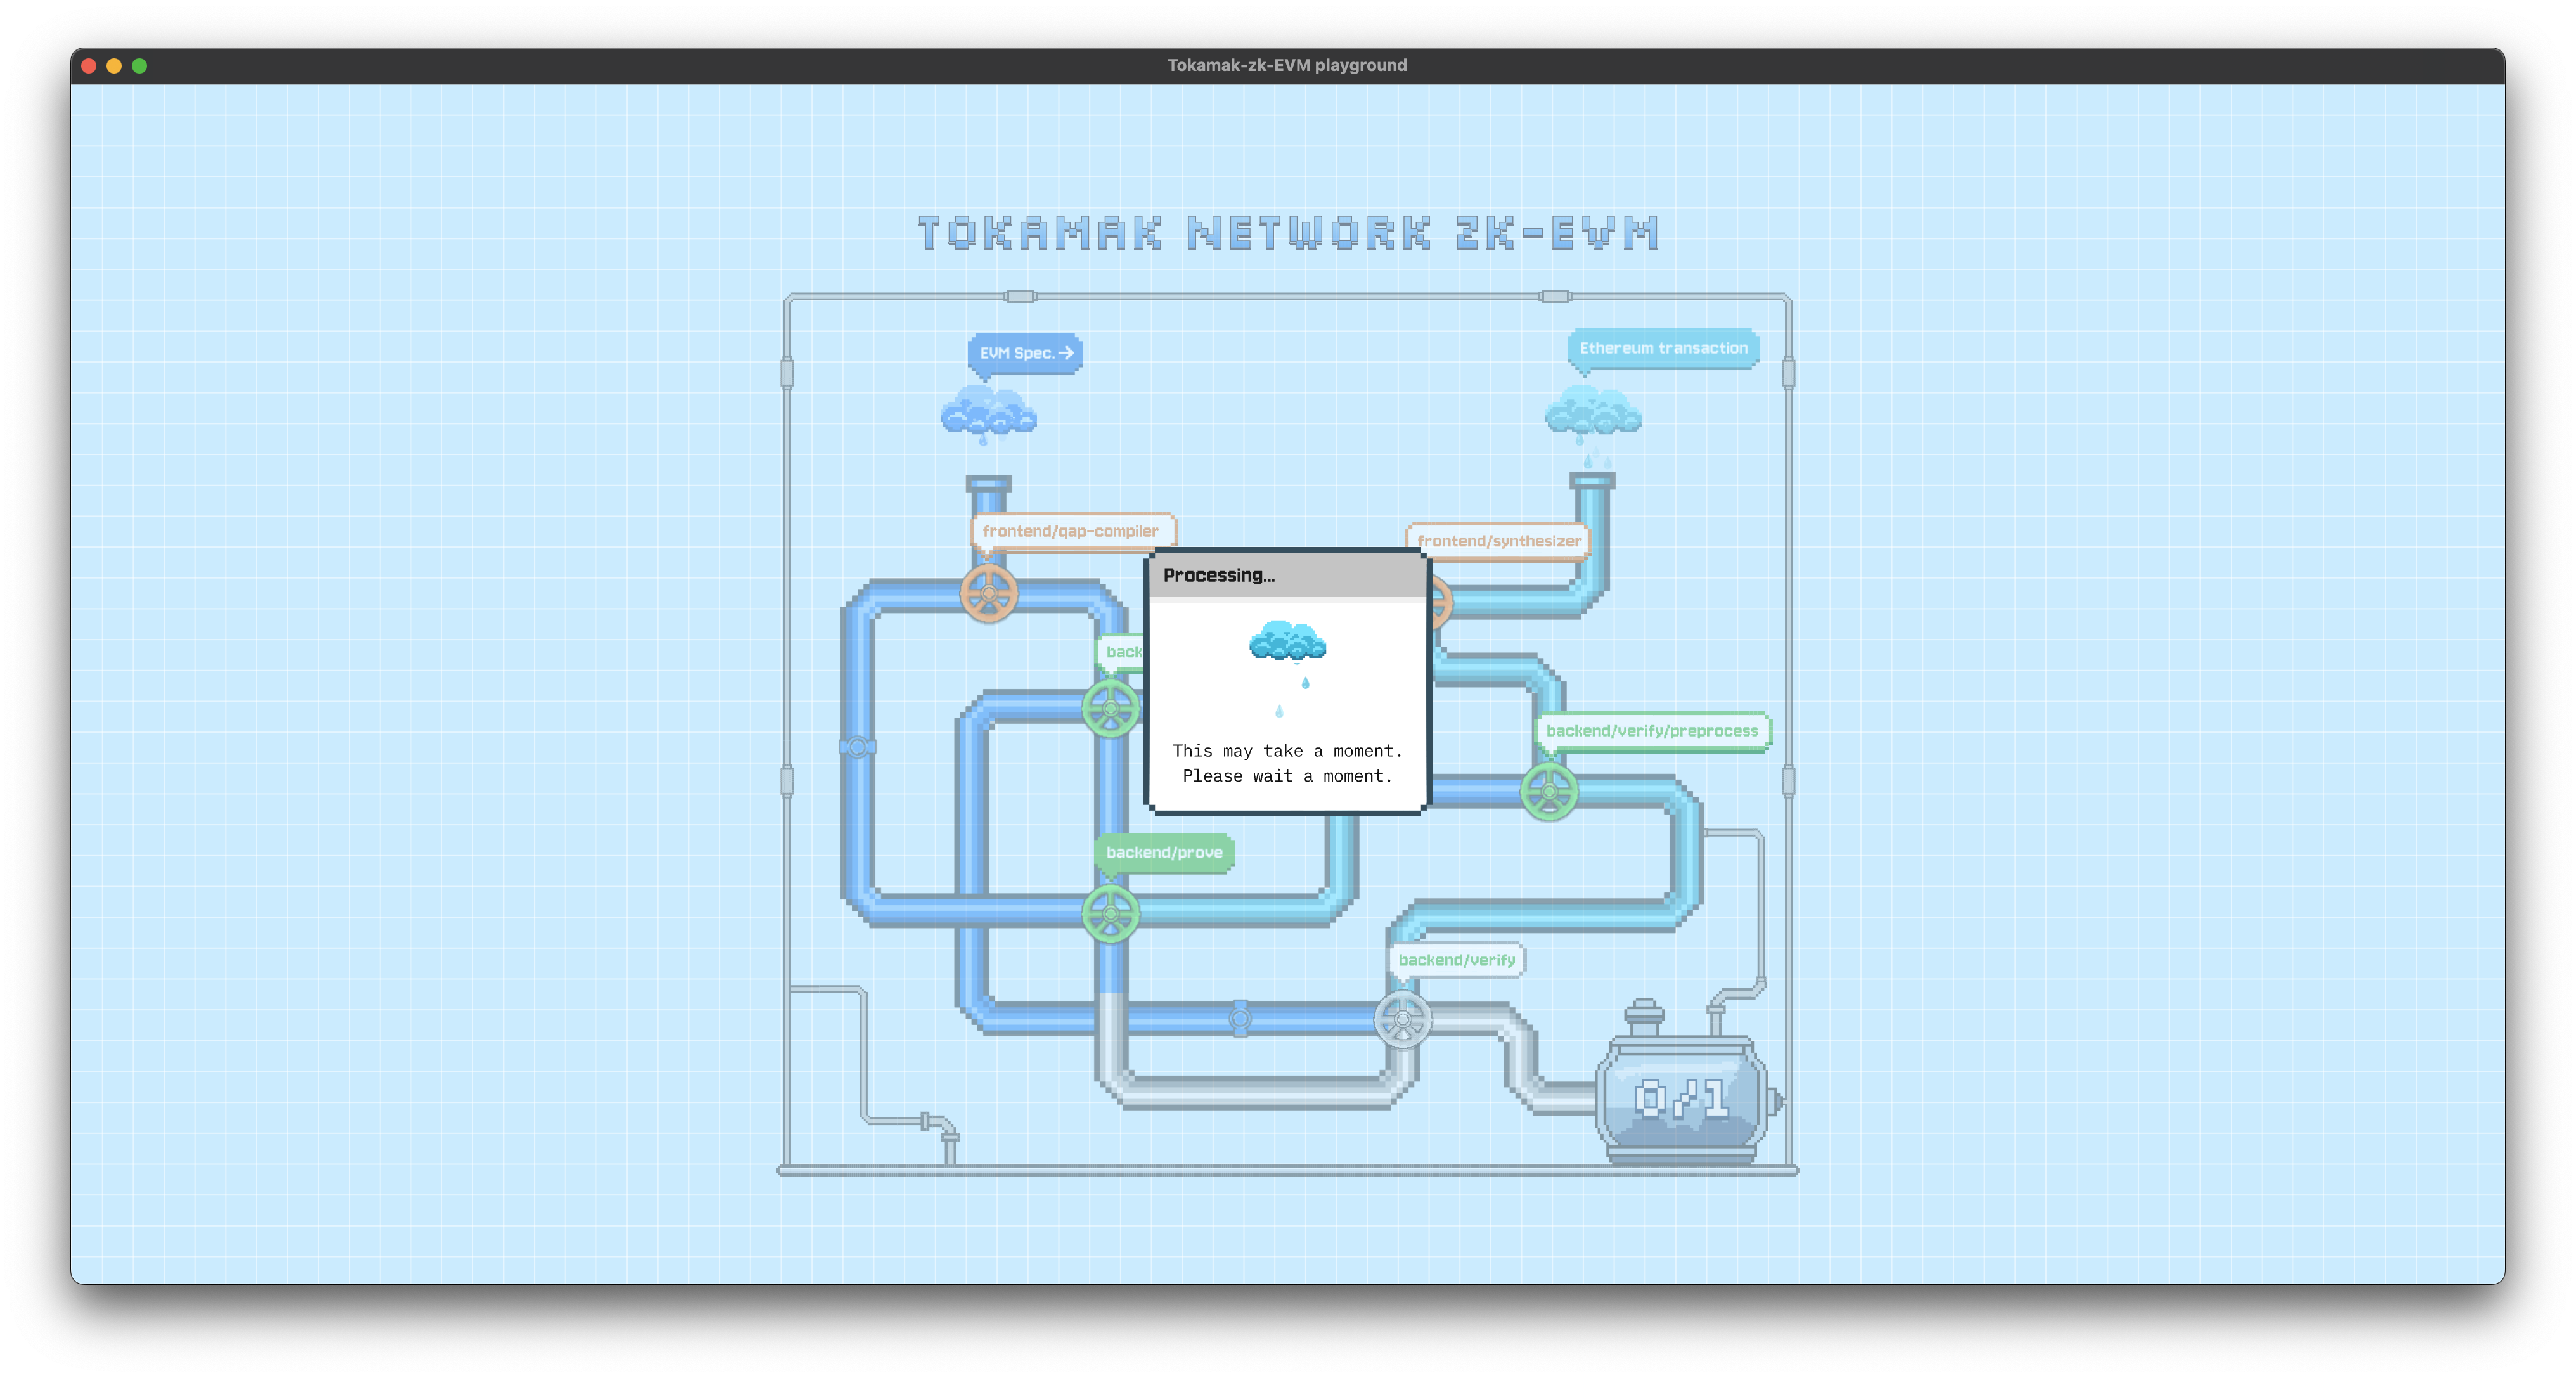 Tokamak-zk-EVM playground
TOKAMAK NETWORK ZK-EVM
EVM Spec.→
Ethereum transaction
frontend/qap-compiler
frontend/synthesizer
Processing...
back
This may take a moment.
Please wait a moment.
backend/verify/preprocess
backend/prove
backend/verify
0/1